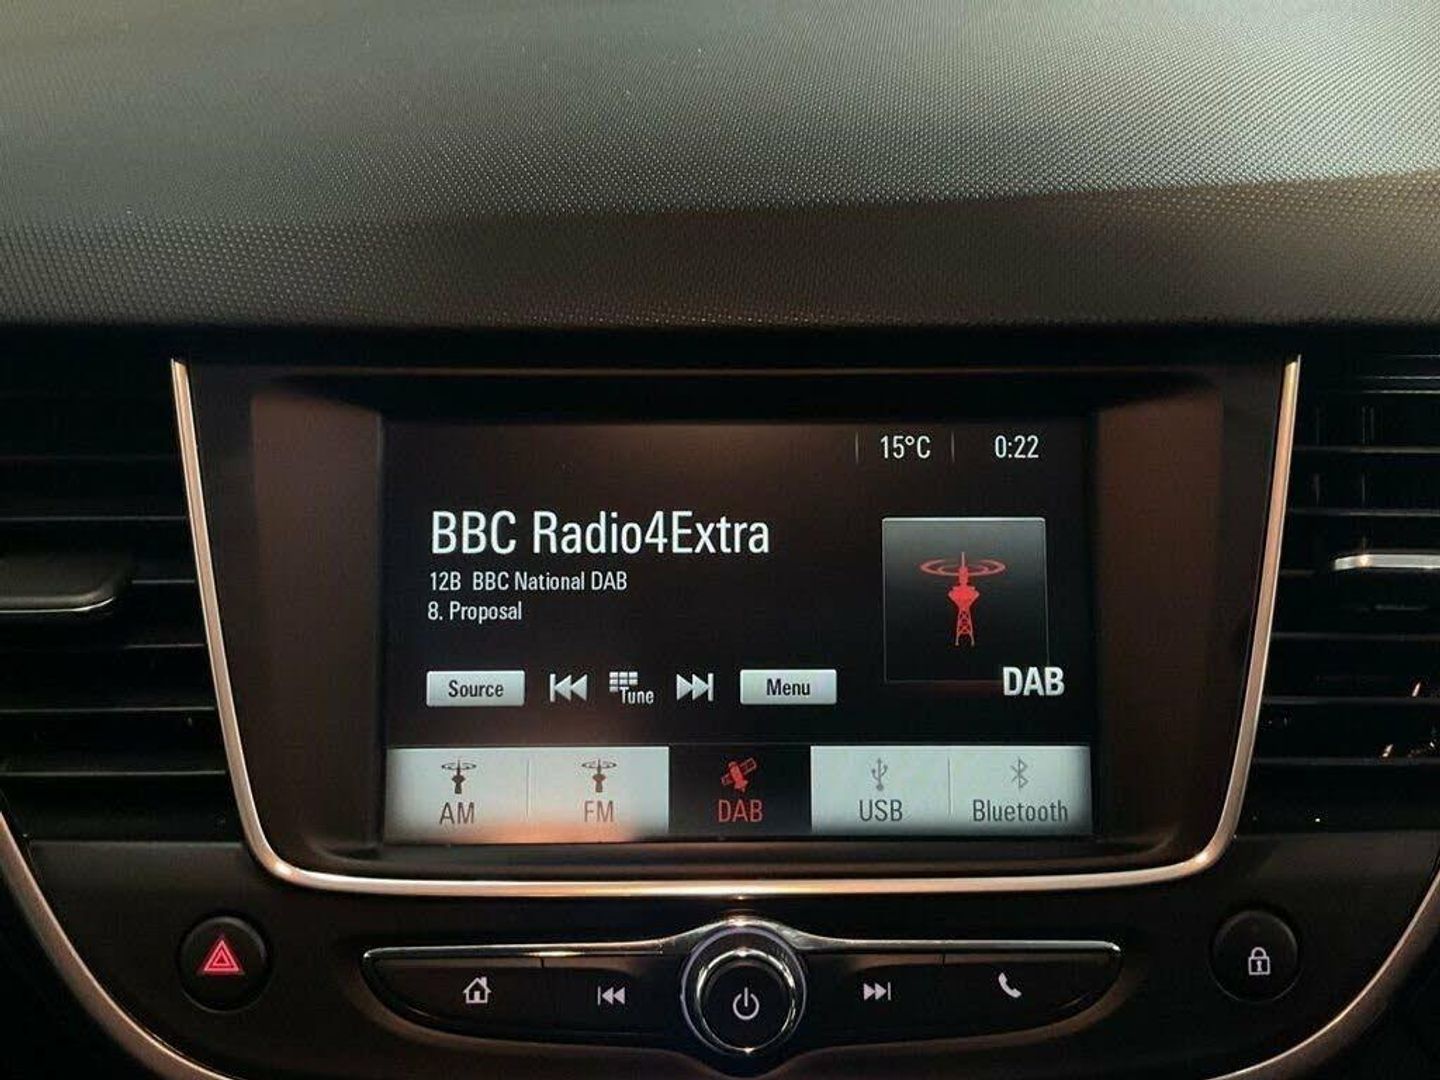 15°C 0:22
BBC Radio4Extra
12B BBC National DAB
8. Proposal
DAB
Source Tune Menu
AM FM DAB USB Bluetooth